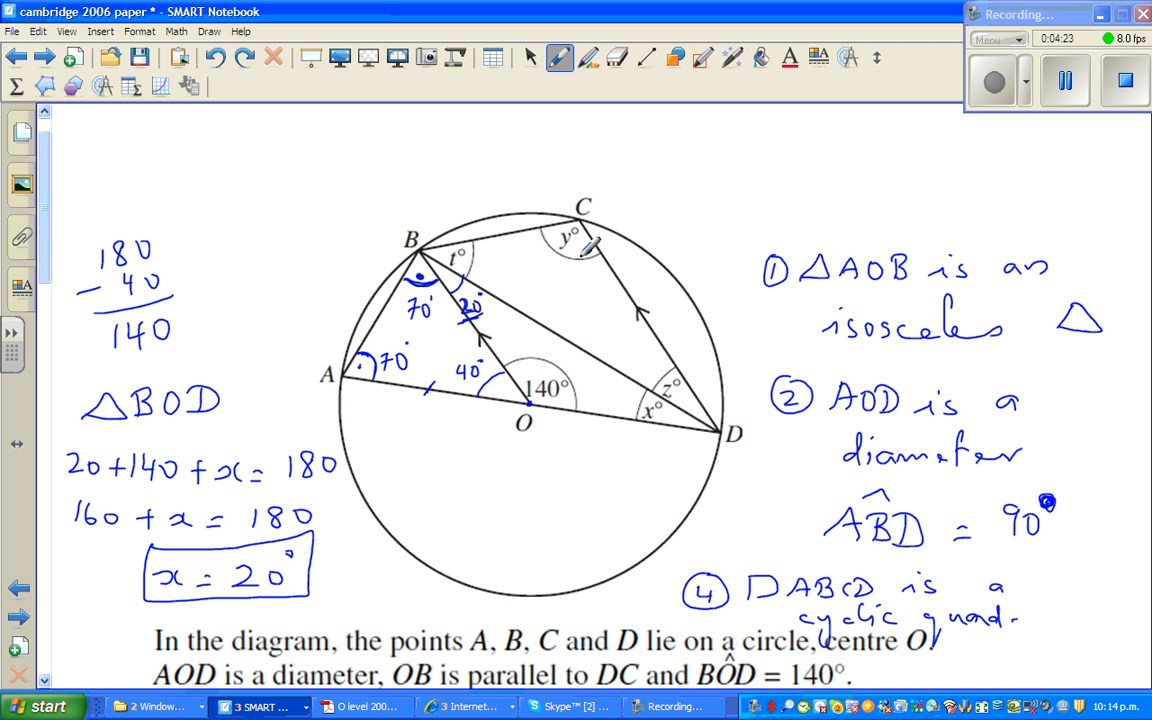 cambridge 2006 paper * - SMART Notebook
Recording...
File Edit View Insert Format Math Draw Help
Menu
0:04:23
8.0 fps
C
B
y°
t°
70°
20°
A
70°
40°
140°
O
z°
x°
D
180
- 40
140
△BOD
20 + 140 + x = 180
160 + x = 180
x = 20°
① △AOB is an
isosceles △
② AOD is a
diameter
AB̂D = 90°
④ □ABCD is a
cyclic quad.
In the diagram, the points A, B, C and D lie on a circle, centre O.
AOD is a diameter, OB is parallel to DC and BÔD = 140°.
start
2 Window...
3 SMART ...
O level 200...
3 Internet...
Skype™ [2] ...
Recording...
10:14 p.m.